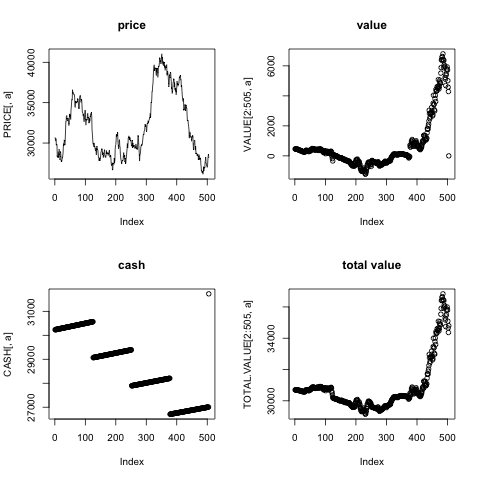 price
PRICE[, a]
30000 35000 40000
0 100 200 300 400 500
Index
value
VALUE[2:505, a]
0 2000 6000
0 100 200 300 400 500
Index
cash
CASH[, a]
27000 29000 31000
0 100 200 300 400 500
Index
total value
TOTAL.VALUE[2:505, a]
30000 34000
0 100 200 300 400 500
Index